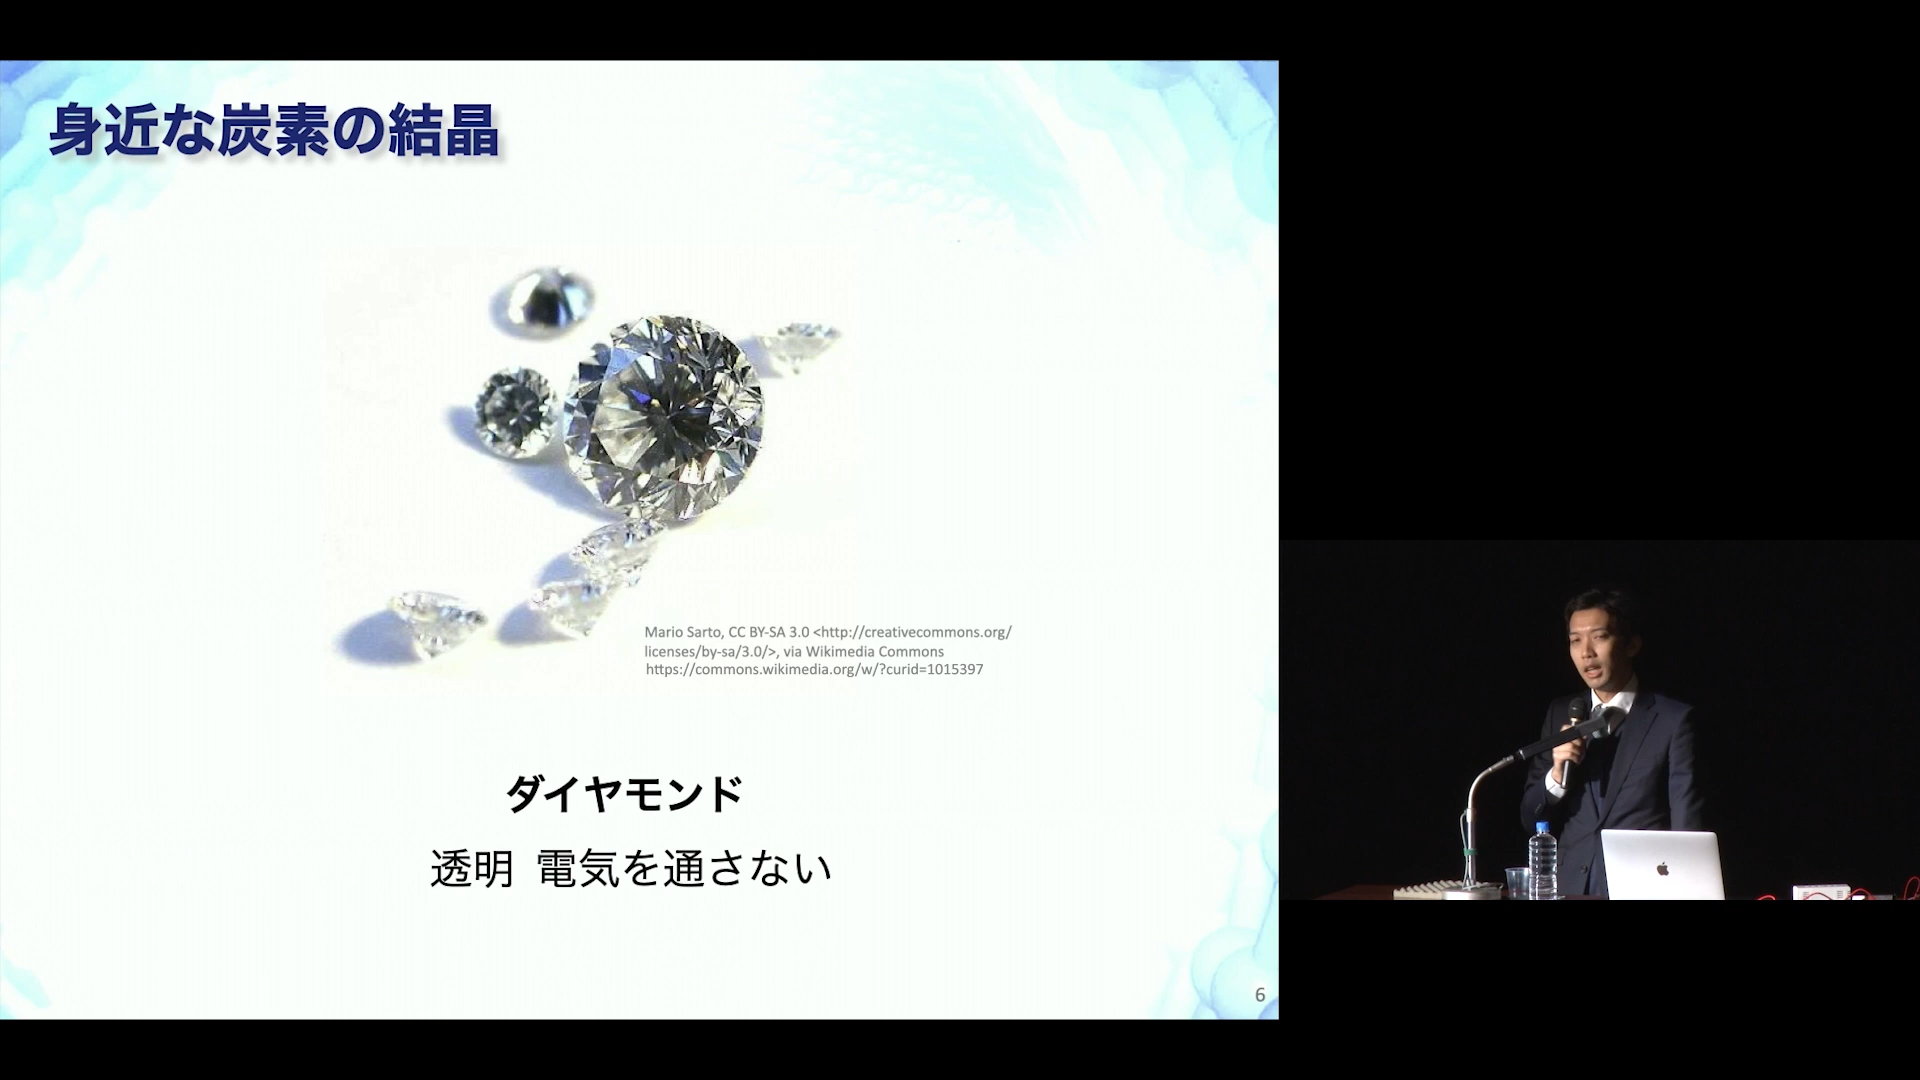 身近な炭素の結晶
Mario Sarto, CC BY-SA 3.0 <http://creativecommons.org/
licenses/by-sa/3.0/>, via Wikimedia Commons
https://commons.wikimedia.org/w/?curid=1015397
ダイヤモンド
透明 電気を通さない
6